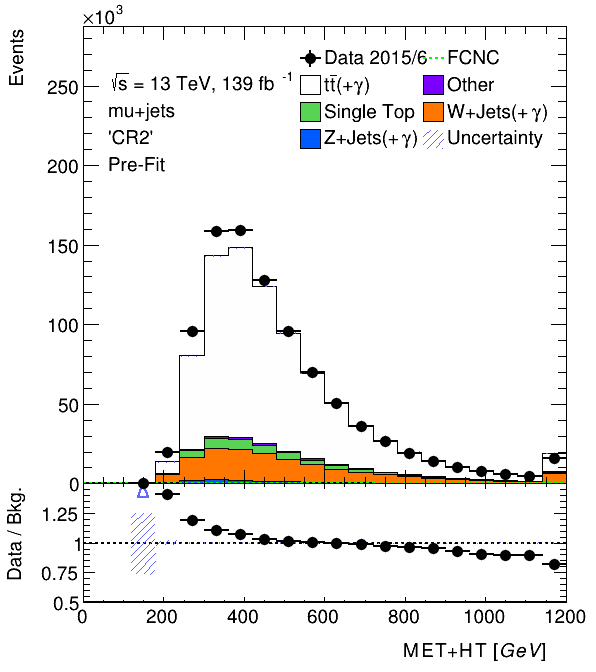 ×10³
Events
√s = 13 TeV, 139 fb⁻¹
mu+jets
'CR2'
Pre-Fit
Data 2015/6
FCNC
tt̄(+γ)
Other
Single Top
W+Jets(+γ)
Z+Jets(+γ)
Uncertainty
250
200
150
100
50
0
Data / Bkg.
1.25
1
0.75
0.5
0 200 400 600 800 1000 1200
MET+HT [GeV]